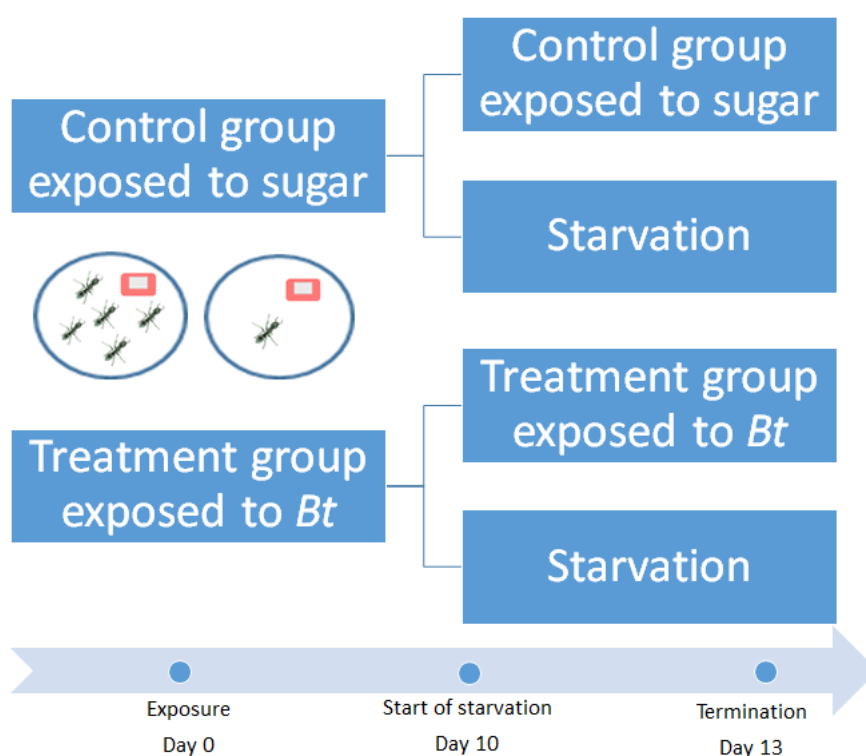 Control group
exposed to sugar
Control group
exposed to sugar
Starvation
Treatment group
exposed to Bt
Treatment group
exposed to Bt
Starvation
Exposure
Day 0
Start of starvation
Day 10
Termination
Day 13